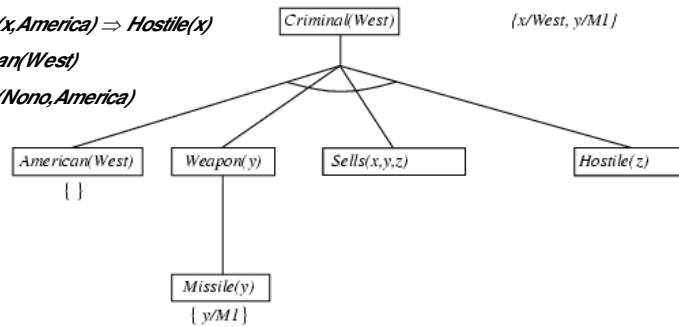 (x,America) ⇒ Hostile(x)
an(West)
(Nono,America)
Criminal(West)
{x/West, y/M1}
American(West)
Weapon(y)
Sells(x,y,z)
Hostile(z)
{ }
Missile(y)
{ y/M1 }